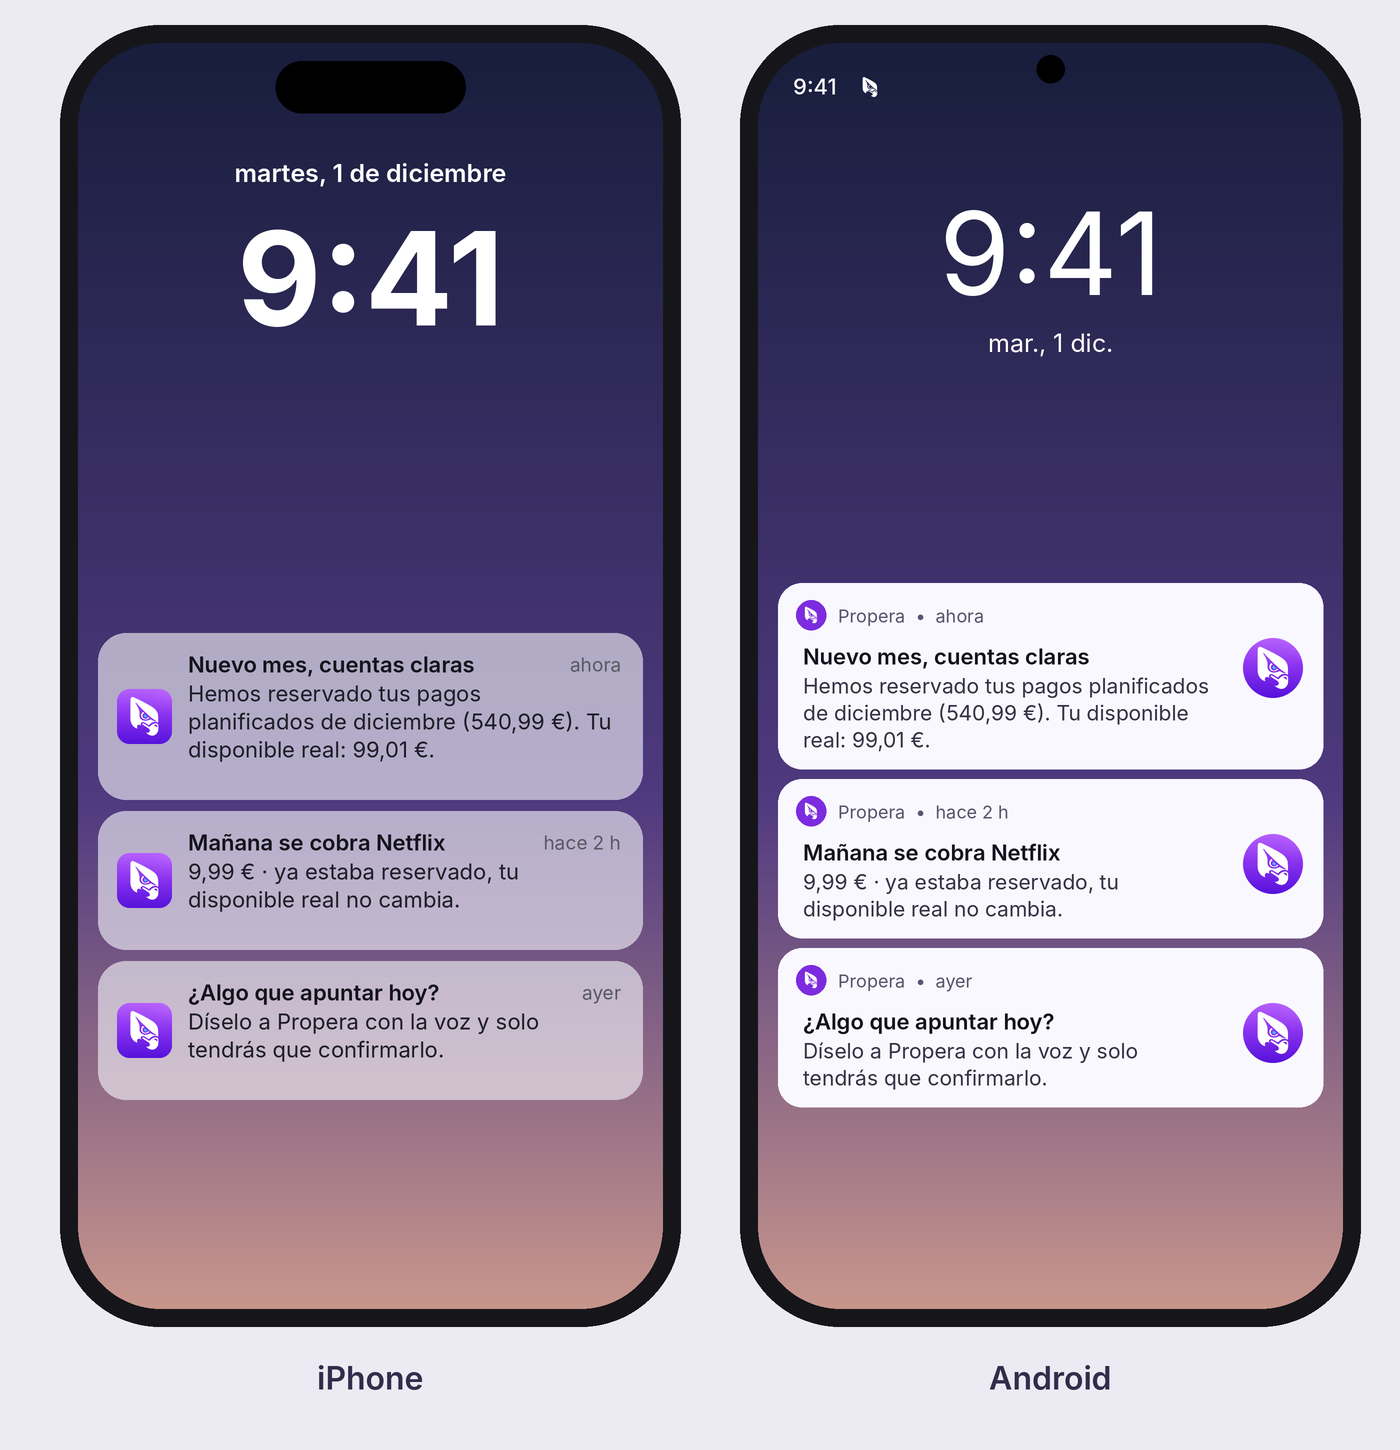 martes, 1 de diciembre
9:41
Nuevo mes, cuentas claras
ahora
Hemos reservado tus pagos
planificados de diciembre (540,99 €). Tu
disponible real: 99,01 €.
Mañana se cobra Netflix
hace 2 h
9,99 € · ya estaba reservado, tu
disponible real no cambia.
¿Algo que apuntar hoy?
ayer
Díselo a Propera con la voz y solo
tendrás que confirmarlo.
iPhone
9:41
9:41
mar., 1 dic.
Propera • ahora
Nuevo mes, cuentas claras
Hemos reservado tus pagos planificados
de diciembre (540,99 €). Tu disponible
real: 99,01 €.
Propera • hace 2 h
Mañana se cobra Netflix
9,99 € · ya estaba reservado, tu
disponible real no cambia.
Propera • ayer
¿Algo que apuntar hoy?
Díselo a Propera con la voz y solo
tendrás que confirmarlo.
Android